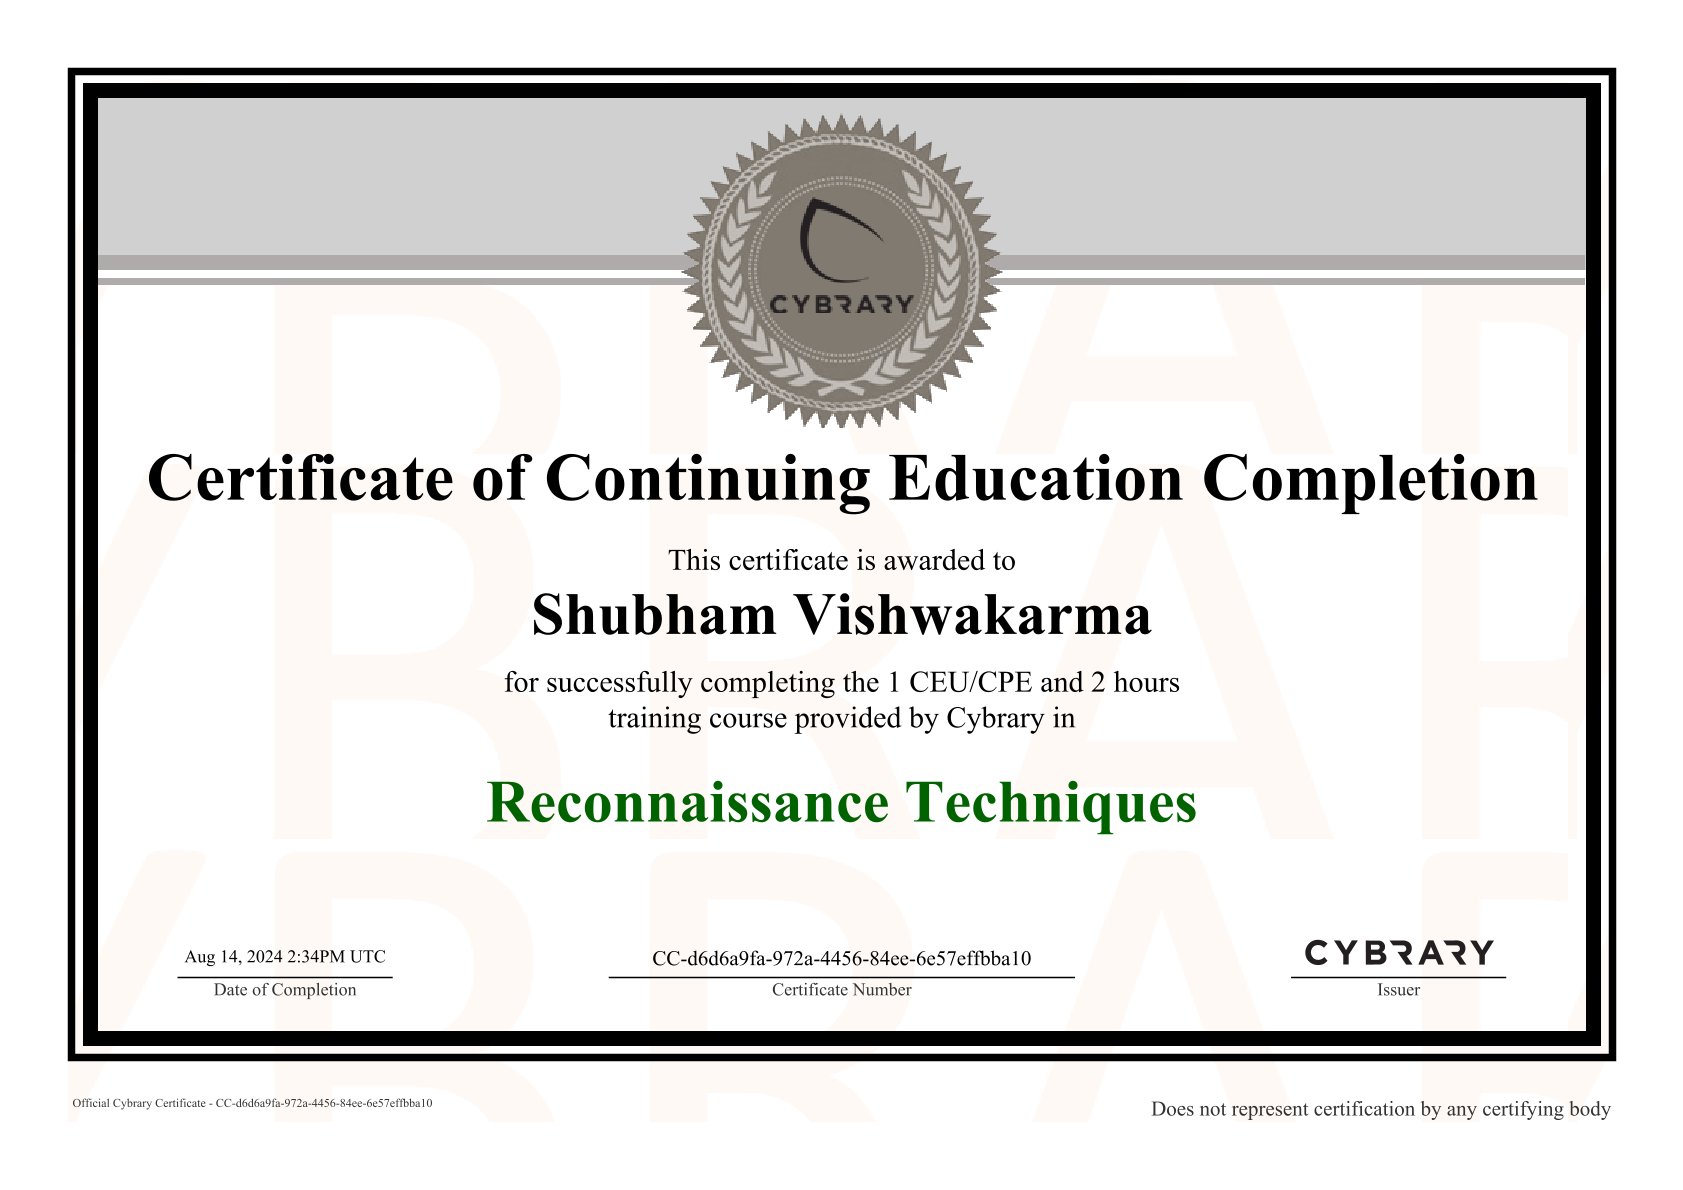 CYBRARY
Certificate of Continuing Education Completion
This certificate is awarded to
Shubham Vishwakarma
for successfully completing the 1 CEU/CPE and 2 hours
training course provided by Cybrary in
Reconnaissance Techniques
Aug 14, 2024 2:34PM UTC
Date of Completion
CC-d6d6a9fa-972a-4456-84ee-6e57effbba10
Certificate Number
CYBRARY
Issuer
Official Cybrary Certificate - CC-d6d6a9fa-972a-4456-84ee-6e57effbba10
Does not represent certification by any certifying body